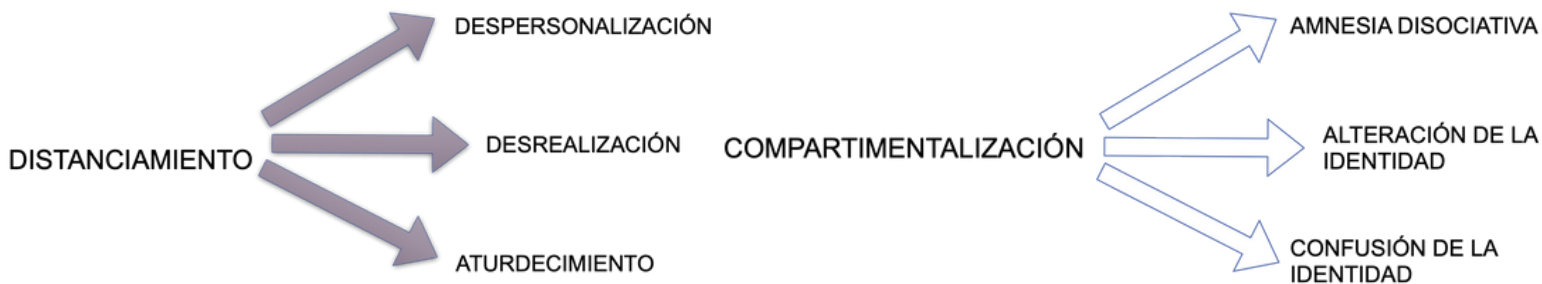 DISTANCIAMIENTO
DESPERSONALIZACIÓN
DESREALIZACIÓN
ATURDECIMIENTO
COMPARTIMENTALIZACIÓN
AMNESIA DISOCIATIVA
ALTERACIÓN DE LA
IDENTIDAD
CONFUSIÓN DE LA
IDENTIDAD